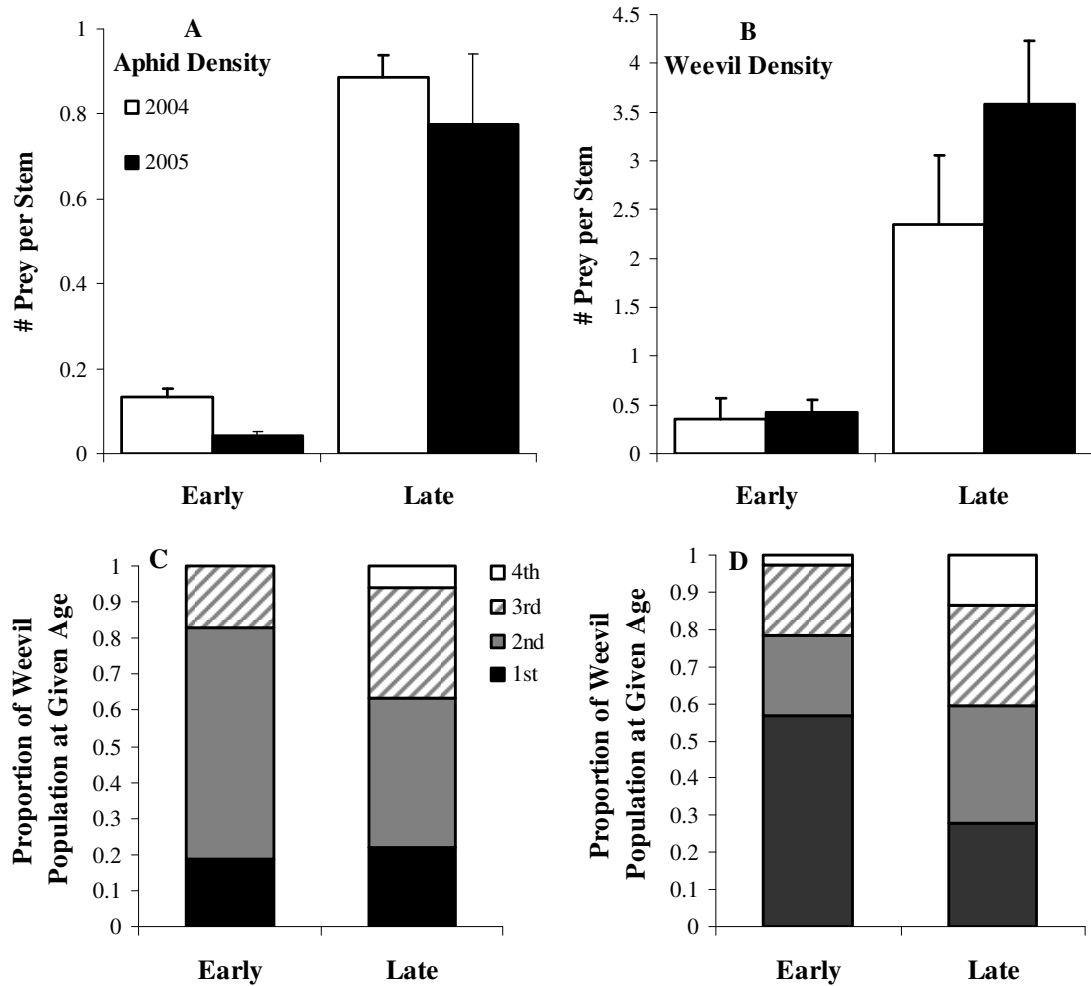 A
Aphid Density
2004
2005
# Prey per Stem
1
0.8
0.6
0.4
0.2
0
Early
Late
B
Weevil Density
# Prey per Stem
4.5
4
3.5
3
2.5
2
1.5
1
0.5
0
Early
Late
C
Proportion of Weevil
Population at Given Age
1
0.9
0.8
0.7
0.6
0.5
0.4
0.3
0.2
0.1
0
Early
Late
4th
3rd
2nd
1st
D
Proportion of Weevil
Population at Given Age
1
0.9
0.8
0.7
0.6
0.5
0.4
0.3
0.2
0.1
0
Early
Late